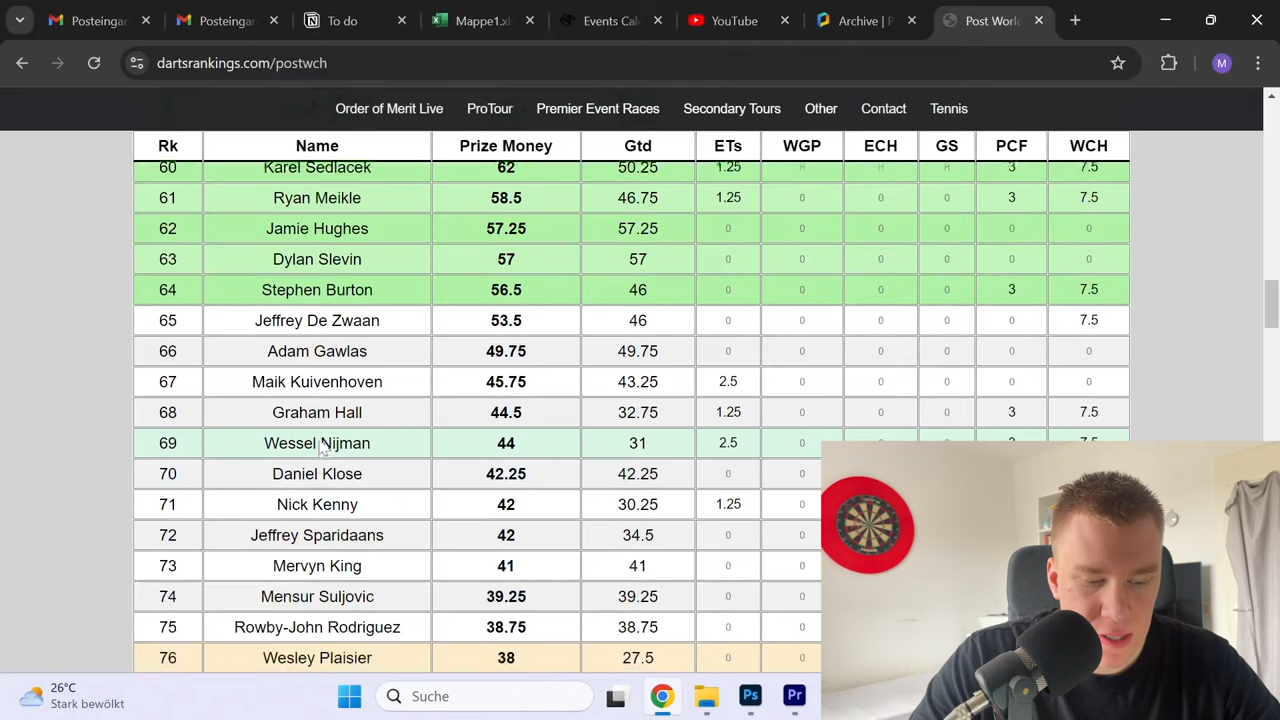 Posteingan
Posteingan
To do
Mappe1.xl
Events Cale
YouTube
Archive | P
Post World
dartsrankings.com/postwch
M
Order of Merit Live ProTour Premier Event Races Secondary Tours Other Contact Tennis
Rk Name Prize Money Gtd ETs WGP ECH GS PCF WCH
60 Karel Sedlacek 62 50.25 1.25 3 7.5
61 Ryan Meikle 58.5 46.75 1.25 0 0 0 3 7.5
62 Jamie Hughes 57.25 57.25 0 0 0 0 0 0
63 Dylan Slevin 57 57 0 0 0 0 0 0
64 Stephen Burton 56.5 46 0 0 0 0 3 7.5
65 Jeffrey De Zwaan 53.5 46 0 0 0 0 0 7.5
66 Adam Gawlas 49.75 49.75 0 0 0 0 0 0
67 Maik Kuivenhoven 45.75 43.25 2.5 0 0 0 0 0
68 Graham Hall 44.5 32.75 1.25 0 0 0 3 7.5
69 Wessel Nijman 44 31 2.5
70 Daniel Klose 42.25 42.25 0 0
71 Nick Kenny 42 30.25 1.25 0
72 Jeffrey Sparidaans 42 34.5 0 0
73 Mervyn King 41 41 0 0
74 Mensur Suljovic 39.25 39.25 0 0
75 Rowby-John Rodriguez 38.75 38.75 0 0
76 Wesley Plaisier 38 27.5 0 0
26°C
Stark bewölkt
Suche
Ps
Pr